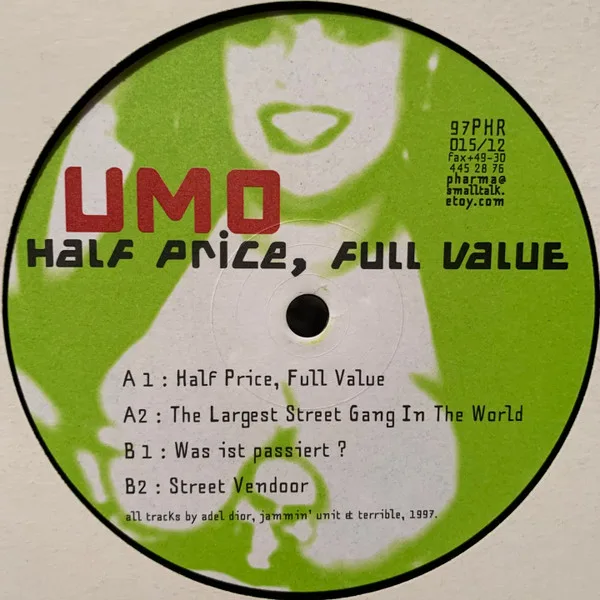 97PHR
015/12
fax+49-30
445 28 76
pharma@
smalltalk.
etoy.com
UMO
Half Price, Full Value
A1 : Half Price, Full Value
A2 : The Largest Street Gang In The World
B1 : Was ist passiert ?
B2 : Street Vendoor
all tracks by adel dior, jammin' unit & terrible, 1997.